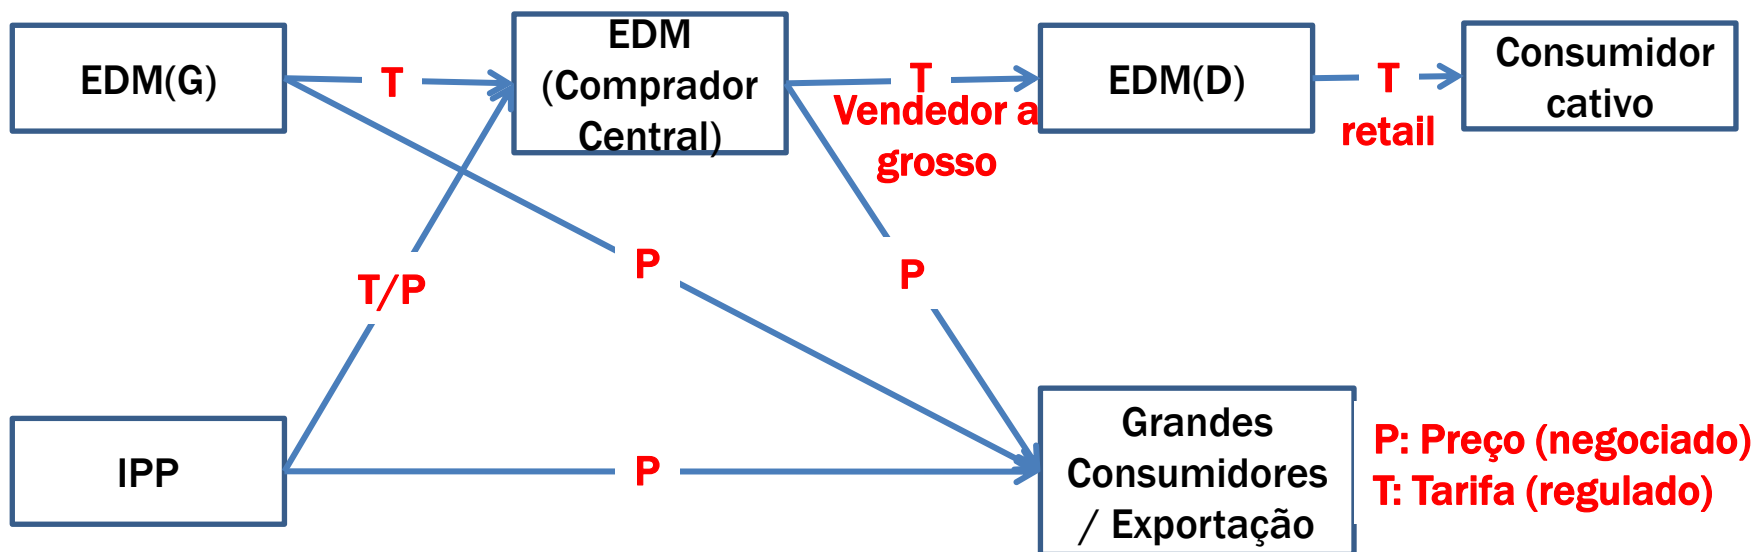 EDM(G)
T
EDM
(Comprador
Central)
T
Vendedor a
grosso
EDM(D)
T
retail
Consumidor
cativo
T/P
P
P
IPP
P
Grandes
Consumidores
/ Exportação
P: Preço (negociado)
T: Tarifa (regulado)